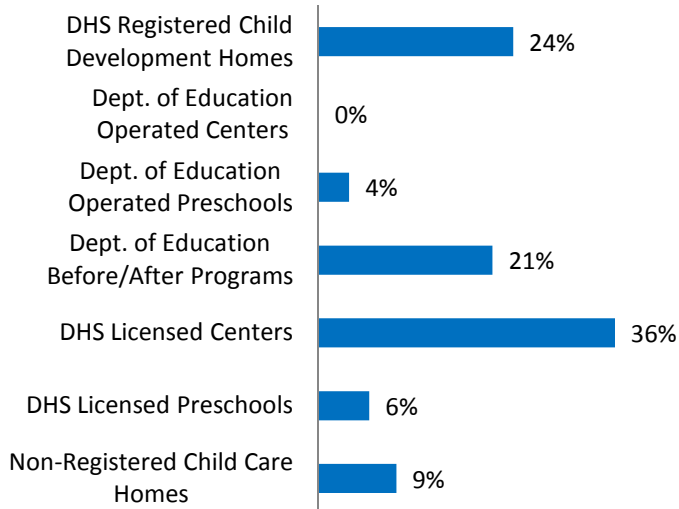 DHS Registered Child
Development Homes
24%
Dept. of Education
Operated Centers
0%
Dept. of Education
Operated Preschools
4%
Dept. of Education
Before/After Programs
21%
DHS Licensed Centers
36%
DHS Licensed Preschools
6%
Non-Registered Child Care
Homes
9%